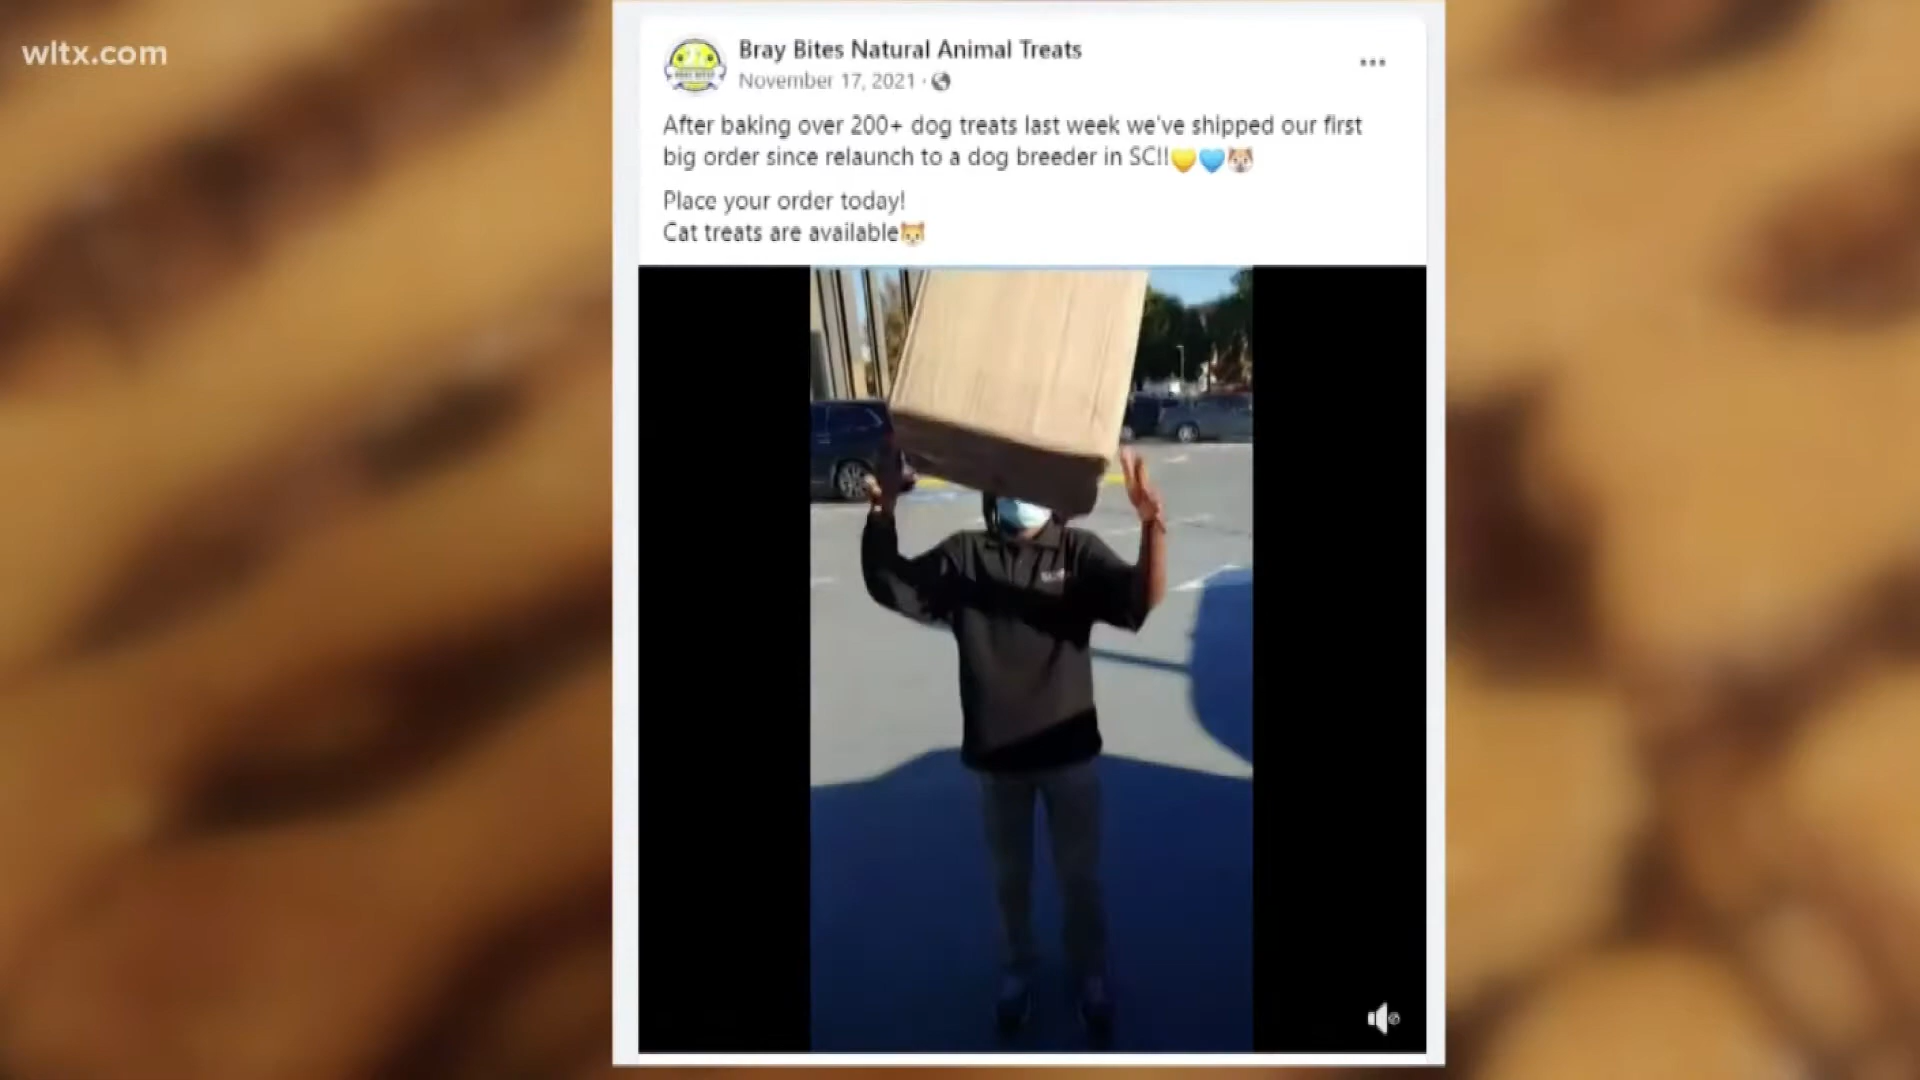 wltx.com
Bray Bites Natural Animal Treats
November 17, 2021 ·
After baking over 200+ dog treats last week we've shipped our first
big order since relaunch to a dog breeder in SC!!💛💙🐶
Place your order today!
Cat treats are available🐱